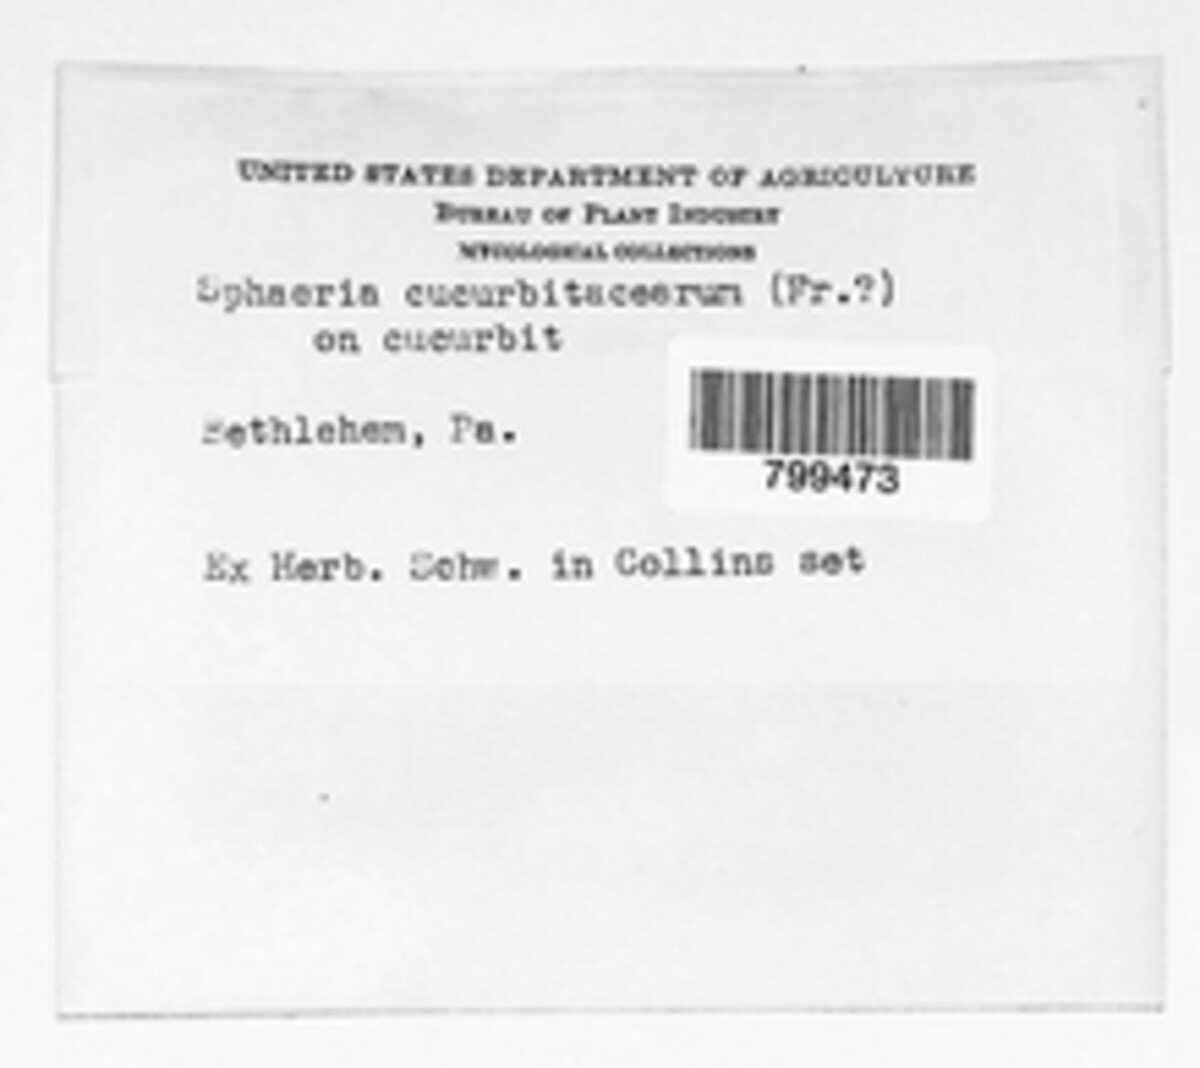 UNITED STATES DEPARTMENT OF AGRICULTURE
BUREAU OF PLANT INDUSTRY
MYCOLOGICAL COLLECTIONS
Sphaeria cucurbitacearum (Fr.?)
on cucurbit
Bethlehem, Pa.
799473
Ex Herb. Schw. in Collins set